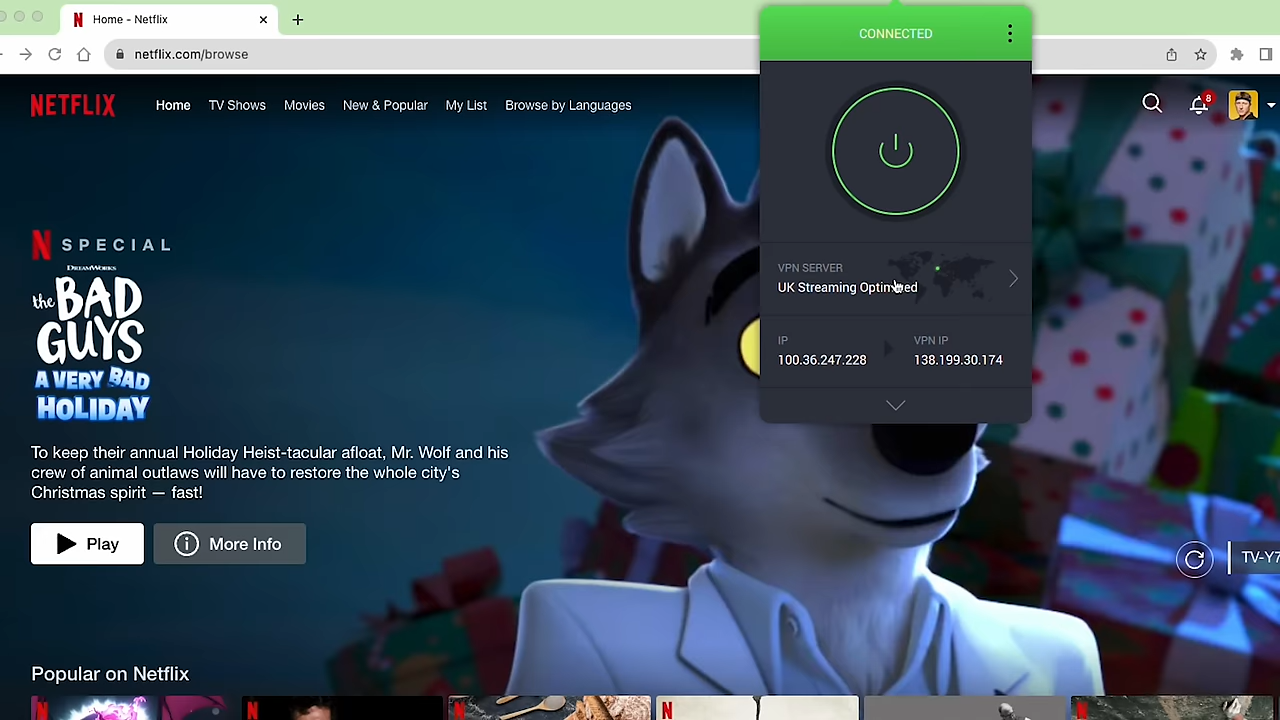 Home - Netflix
netflix.com/browse
CONNECTED
NETFLIX
Home
TV Shows
Movies
New & Popular
My List
Browse by Languages
8
N SPECIAL
DREAMWORKS
the BAD
GUYS
A VERY BAD
HOLIDAY
To keep their annual Holiday Heist-tacular afloat, Mr. Wolf and his
crew of animal outlaws will have to restore the whole city's
Christmas spirit — fast!
Play
More Info
VPN SERVER
UK Streaming Optimized
IP
100.36.247.228
VPN IP
138.199.30.174
TV-Y7
Popular on Netflix